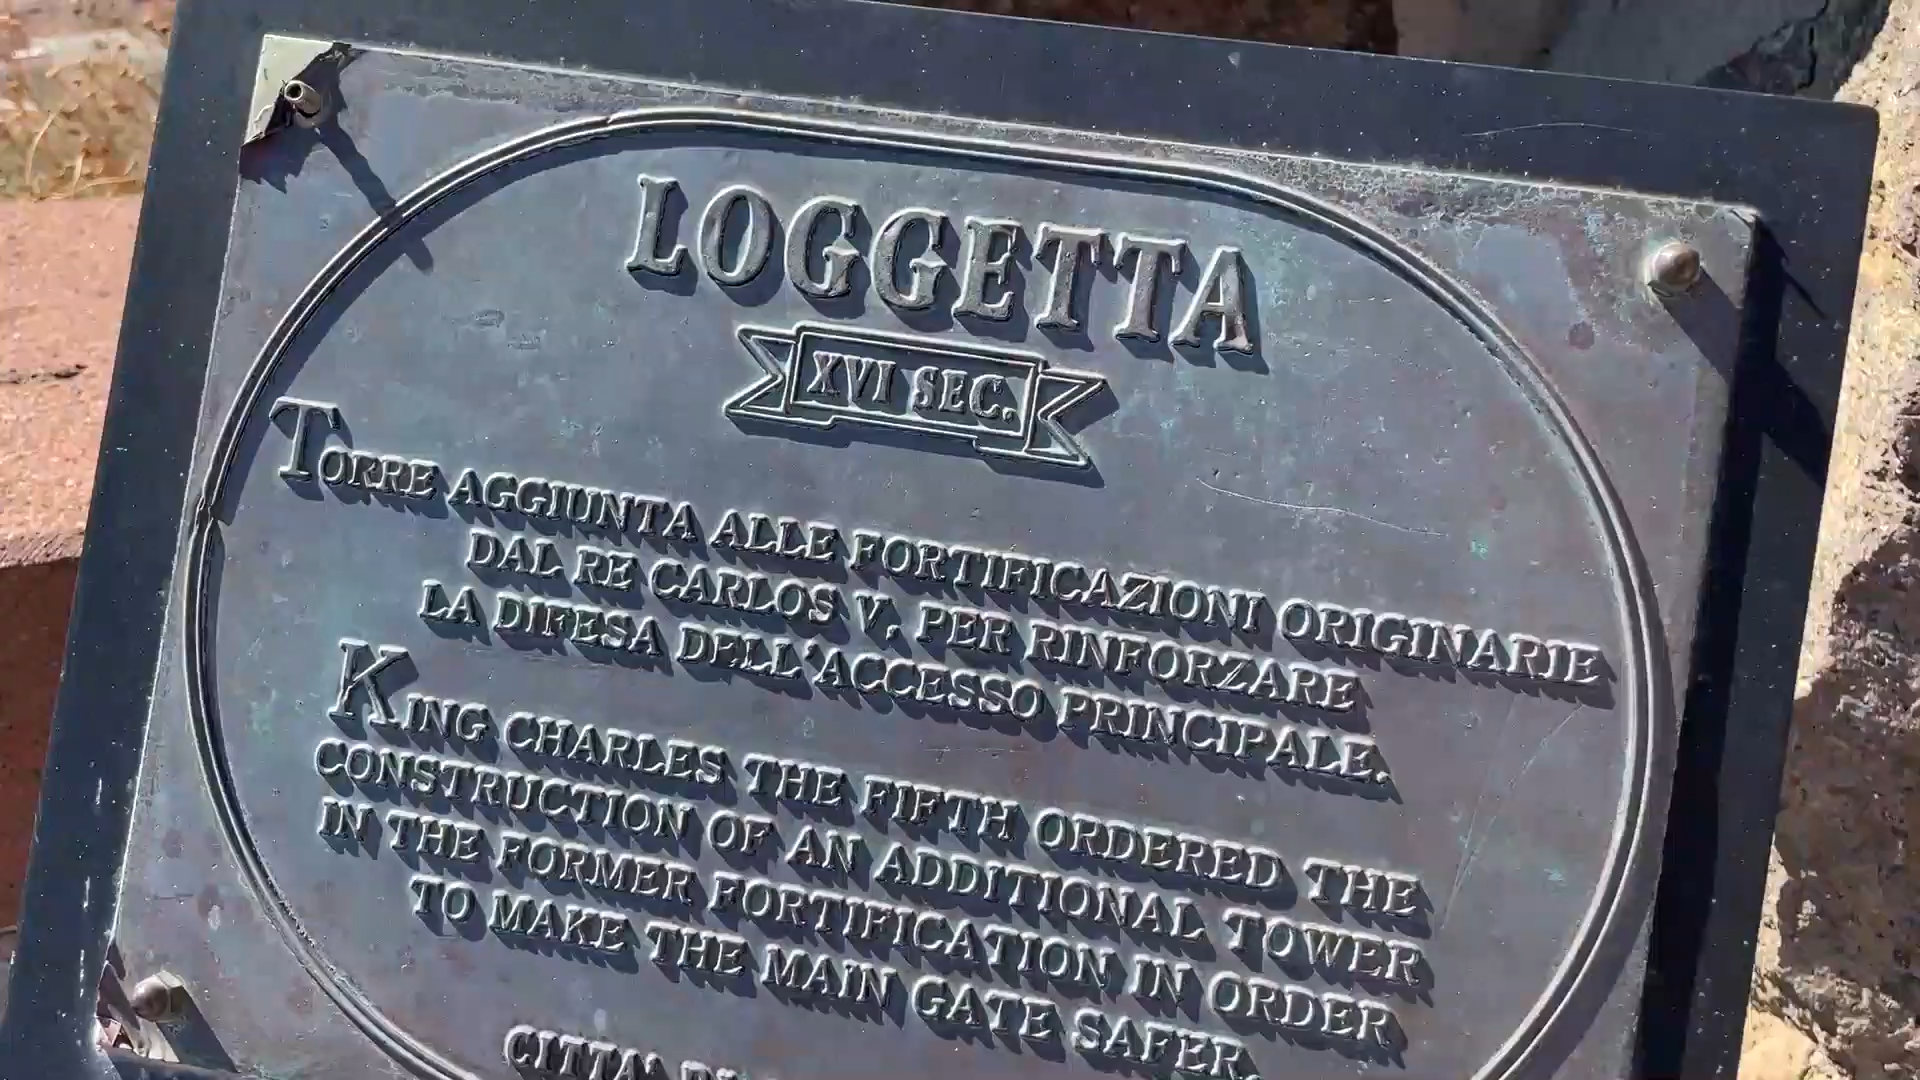 LOGGETTA
XVI SEC.
TORRE AGGIUNTA ALLE FORTIFICAZIONI ORIGINARIE
DAL RE CARLOS V. PER RINFORZARE
LA DIFESA DELL'ACCESSO PRINCIPALE.
KING CHARLES THE FIFTH ORDERED THE
CONSTRUCTION OF AN ADDITIONAL TOWER
IN THE FORMER FORTIFICATION IN ORDER
TO MAKE THE MAIN GATE SAFER.
CITTA'